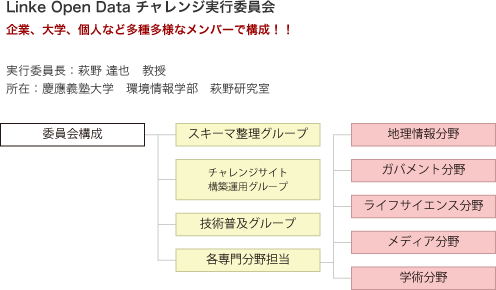 Linke Open Data チャレンジ実行委員会
企業、大学、個人など多種多様なメンバーで構成！！
実行委員長：萩野 達也　教授
所在：慶應義塾大学　環境情報学部　萩野研究室
委員会構成
スキーマ整理グループ
チャレンジサイト
構築運用グループ
技術普及グループ
各専門分野担当
地理情報分野
ガバメント分野
ライフサイエンス分野
メディア分野
学術分野